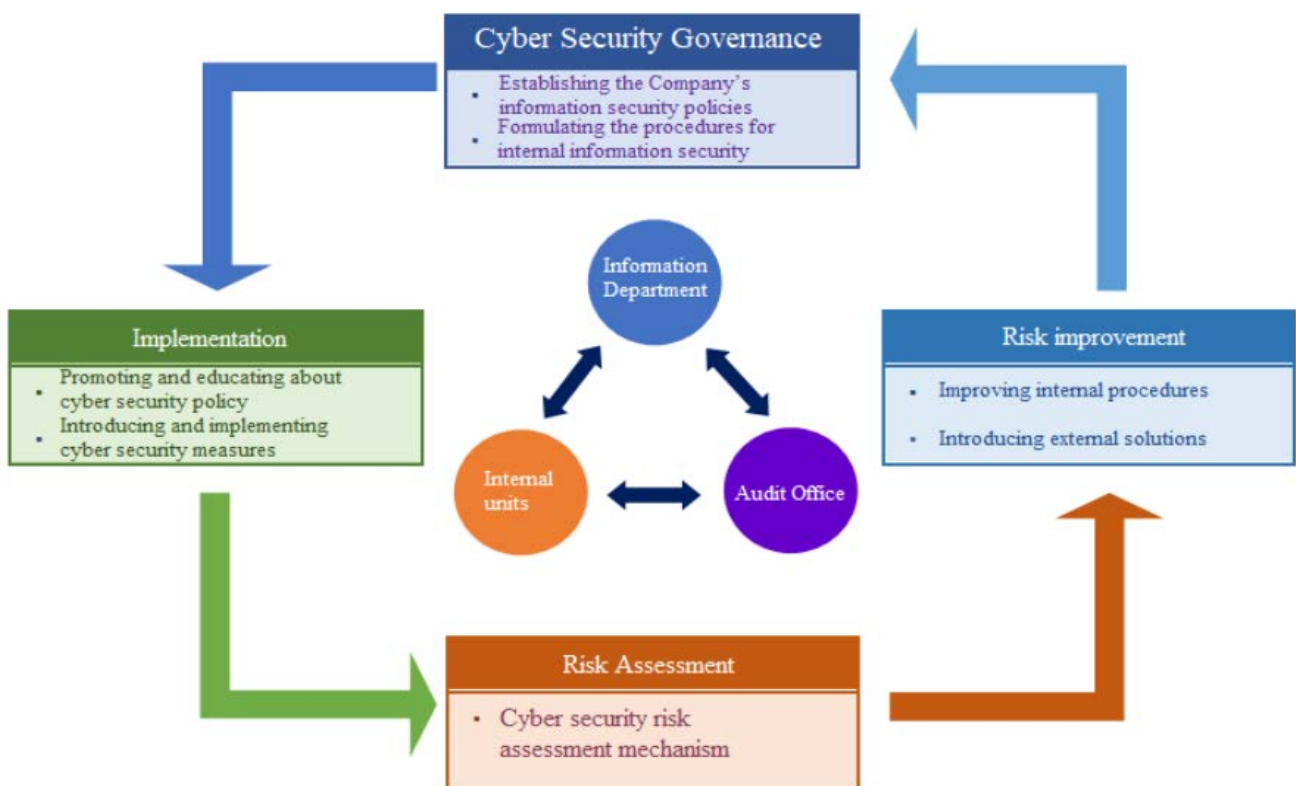 Cyber Security Governance
▪ Establishing the Company's
information security policies
▪ Formulating the procedures for
internal information security
Information
Department
Implementation
▪ Promoting and educating about
cyber security policy
▪ Introducing and implementing
cyber security measures
Risk improvement
▪ Improving internal procedures
▪ Introducing external solutions
Internal
units
Audit Office
Risk Assessment
▪ Cyber security risk
assessment mechanism